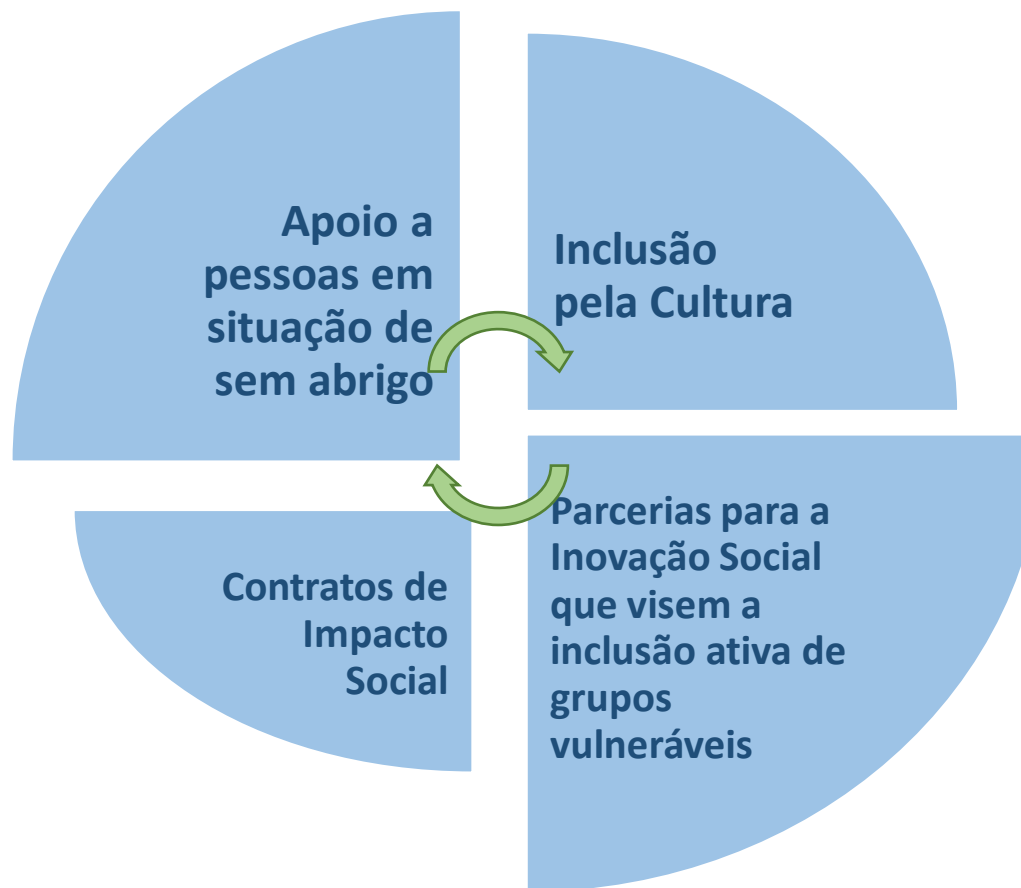 Apoio a
pessoas em
situação de
sem abrigo
Inclusão
pela Cultura
Contratos de
Impacto
Social
Parcerias para a
Inovação Social
que visem a
inclusão ativa de
grupos
vulneráveis